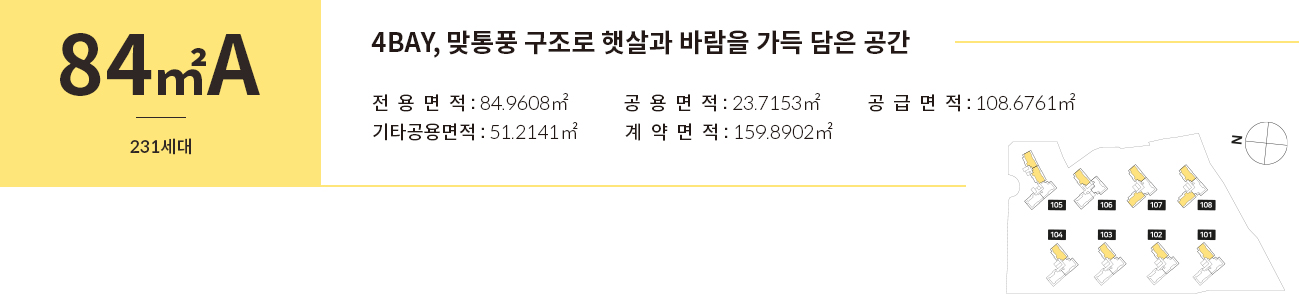 84㎡A
231세대
4BAY, 맞통풍 구조로 햇살과 바람을 가득 담은 공간
전 용 면 적 : 84.9608㎡ 공 용 면 적 : 23.7153㎡ 공 급 면 적 : 108.6761㎡
기타공용면적 : 51.2141㎡ 계 약 면 적 : 159.8902㎡
N
105 106 107 108
104 103 102 101